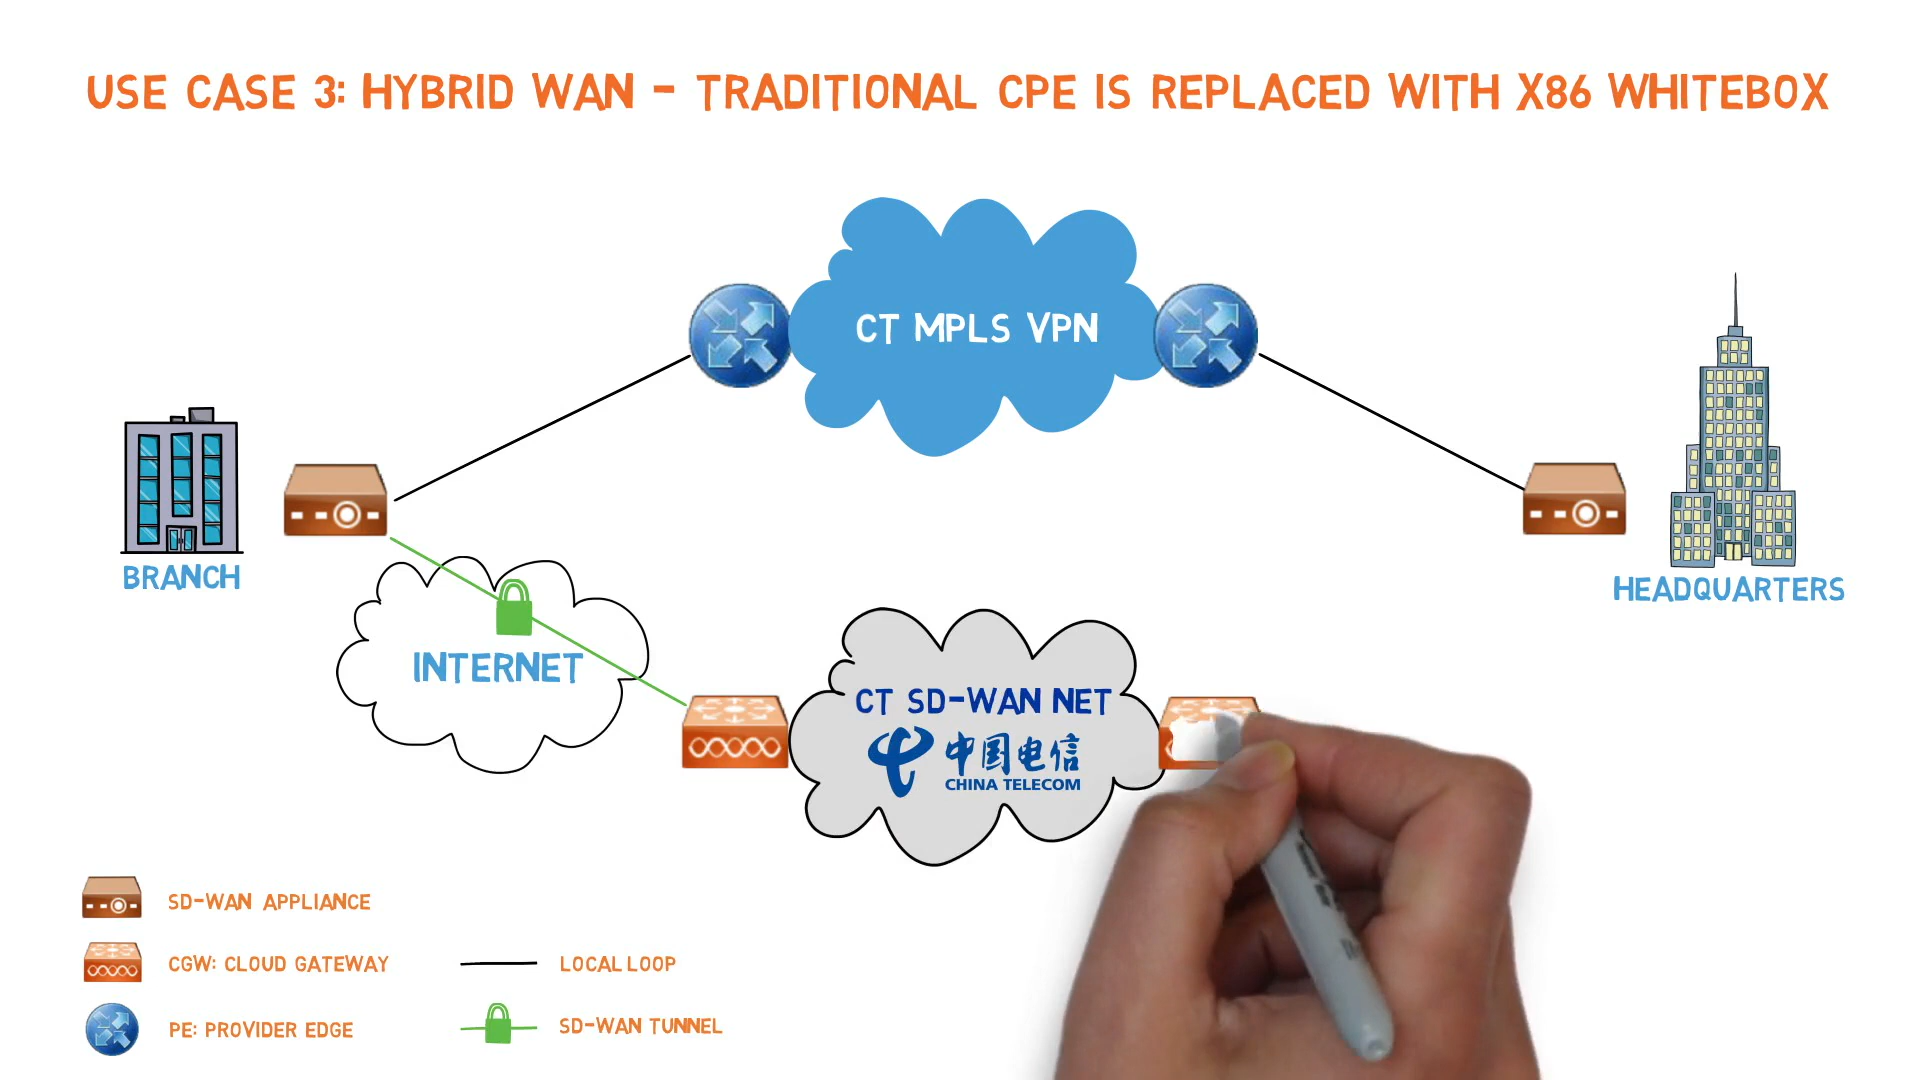 USE CASE 3: HYBRID WAN - TRADITIONAL CPE IS REPLACED WITH X86 WHITEBOX
CT MPLS VPN
BRANCH
HEADQUARTERS
INTERNET
CT SD-WAN NET
中国电信
CHINA TELECOM
SD-WAN APPLIANCE
CGW: CLOUD GATEWAY
LOCAL LOOP
PE: PROVIDER EDGE
SD-WAN TUNNEL